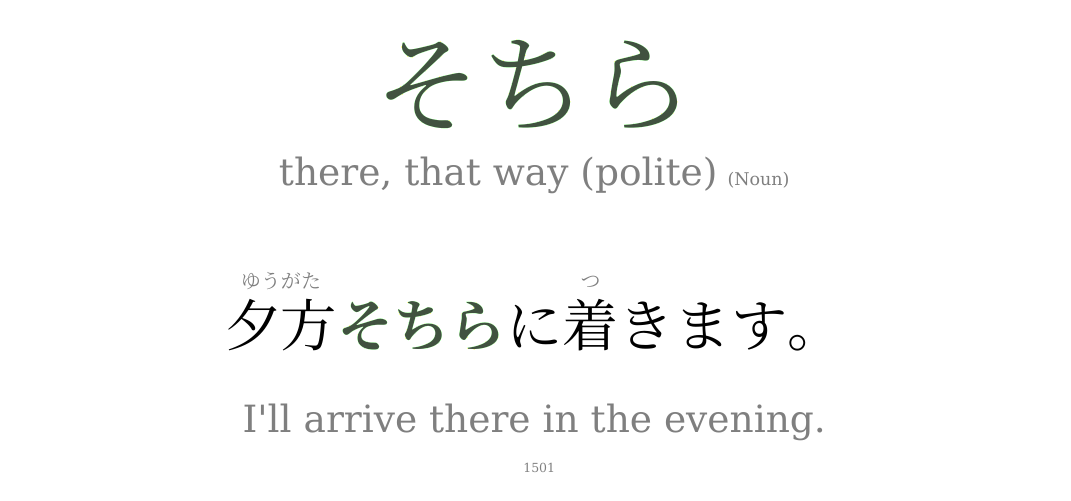 そちら
there, that way (polite) (Noun)
ゆうがた つ
夕方そちらに着きます。
I'll arrive there in the evening.
1501